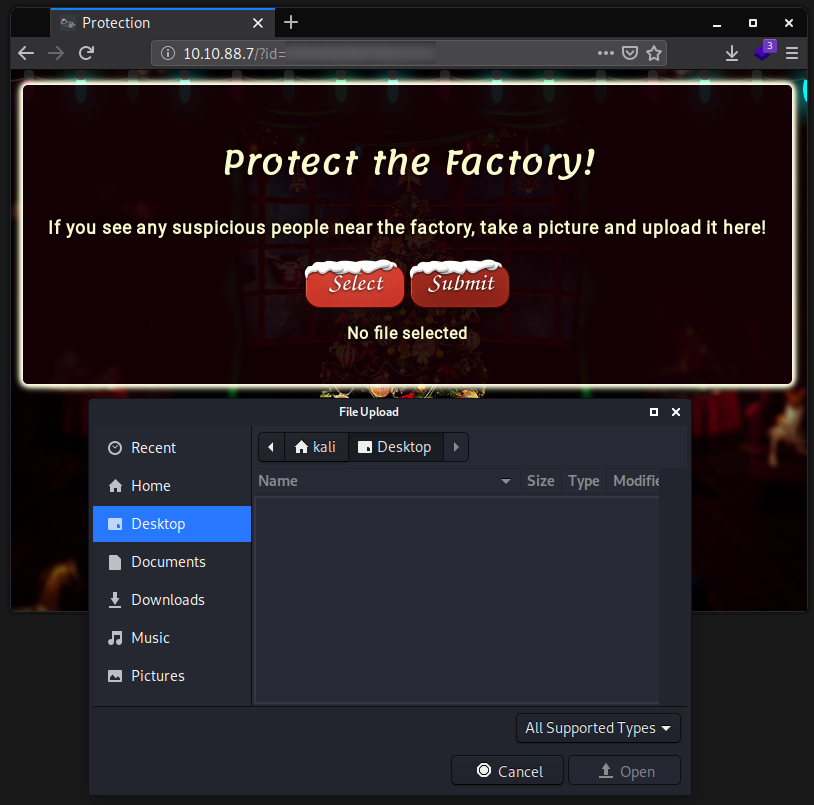 Protection
10.10.88.7/?id=
3
Protect the Factory!
If you see any suspicious people near the factory, take a picture and upload it here!
Select Submit
No file selected
File Upload
Recent
Home
Desktop
Documents
Downloads
Music
Pictures
kali Desktop
Name Size Type Modifie
All Supported Types
Cancel Open